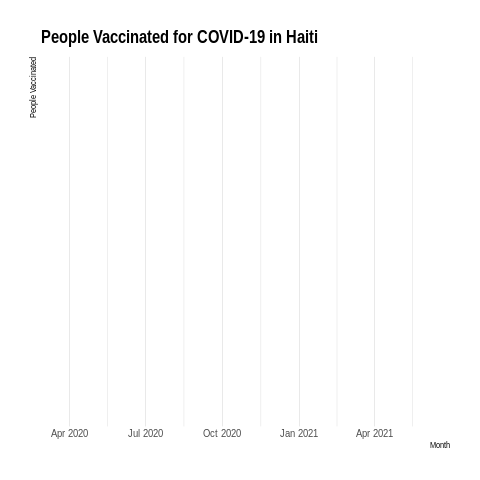 People Vaccinated for COVID-19 in Haiti
People Vaccinated
Apr 2020
Jul 2020
Oct 2020
Jan 2021
Apr 2021
Month